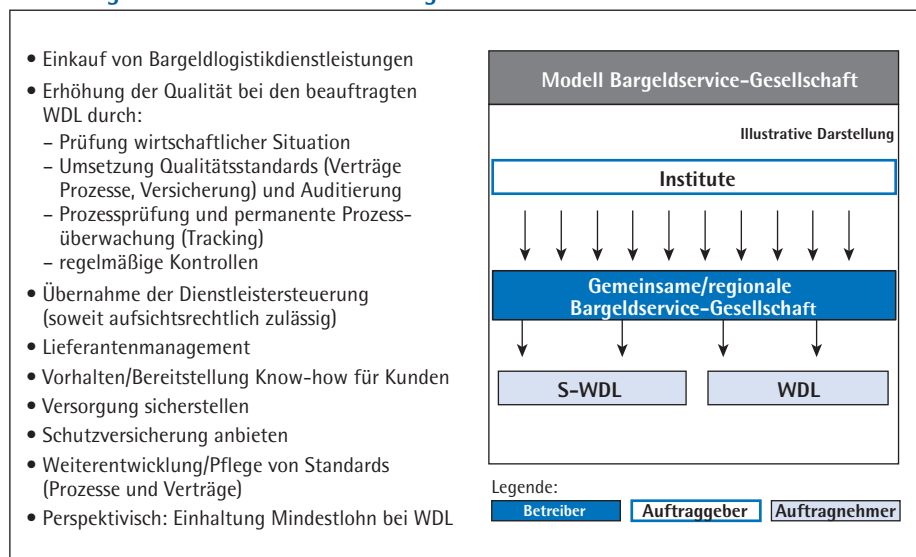 • Einkauf von Bargeldlogistikdienstleistungen
• Erhöhung der Qualität bei den beauftragten
WDL durch:
– Prüfung wirtschaftlicher Situation
– Umsetzung Qualitätsstandards (Verträge
Prozesse, Versicherung) und Auditierung
– Prozessprüfung und permanente Prozess-
überwachung (Tracking)
– regelmäßige Kontrollen
• Übernahme der Dienstleistersteuerung
(soweit aufsichtsrechtlich zulässig)
• Lieferantenmanagement
• Vorhalten/Bereitstellung Know-how für Kunden
• Versorgung sicherstellen
• Schutzversicherung anbieten
• Weiterentwicklung/Pflege von Standards
(Prozesse und Verträge)
• Perspektivisch: Einhaltung Mindestlohn bei WDL
Modell Bargeldservice-Gesellschaft
Illustrative Darstellung
Institute
Gemeinsame/regionale
Bargeldservice-Gesellschaft
S-WDL
WDL
Legende:
Betreiber
Auftraggeber
Auftragnehmer